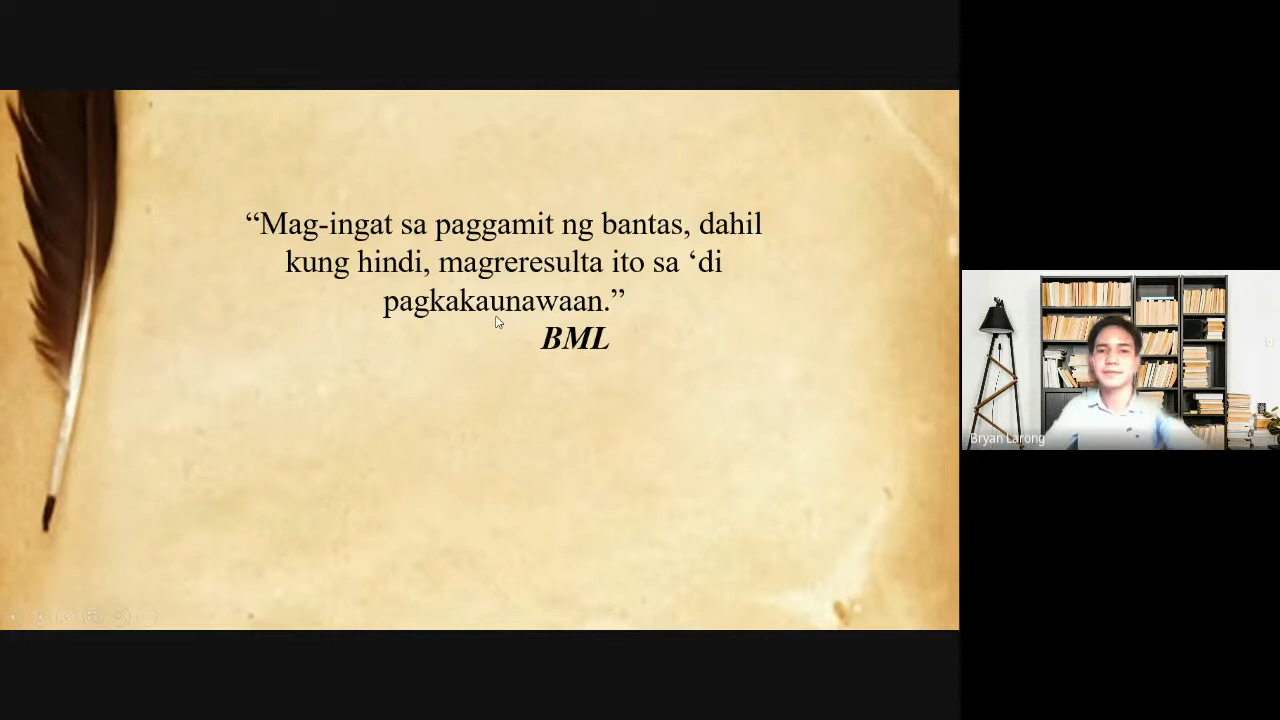 “Mag-ingat sa paggamit ng bantas, dahil
kung hindi, magreresulta ito sa ‘di
pagkakaunawaan.”
BML
Bryan Larong